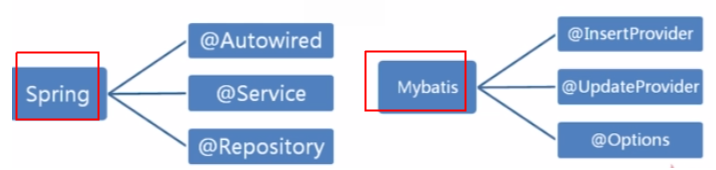 Spring
@Autowired
@Service
@Repository
Mybatis
@InsertProvider
@UpdateProvider
@Options